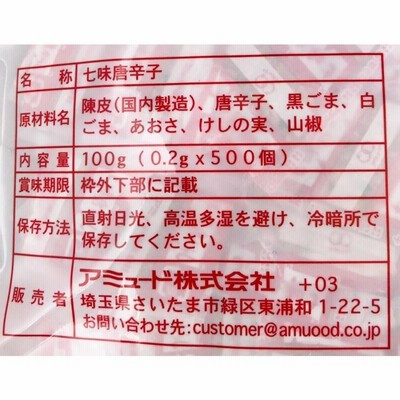 名称 七味唐辛子
原材料名 陳皮(国内製造)、唐辛子、黒ごま、白
ごま、あおさ、けしの実、山椒
内容量 100g (0.2gx500個)
賞味期限 枠外下部に記載
保存方法 直射日光、高温多湿を避け、冷暗所で
保存してください。
販売者 アミュード株式会社 +03
埼玉県さいたま市緑区東浦和1-22-5
お問い合わせ先:customer@amuood.co.jp